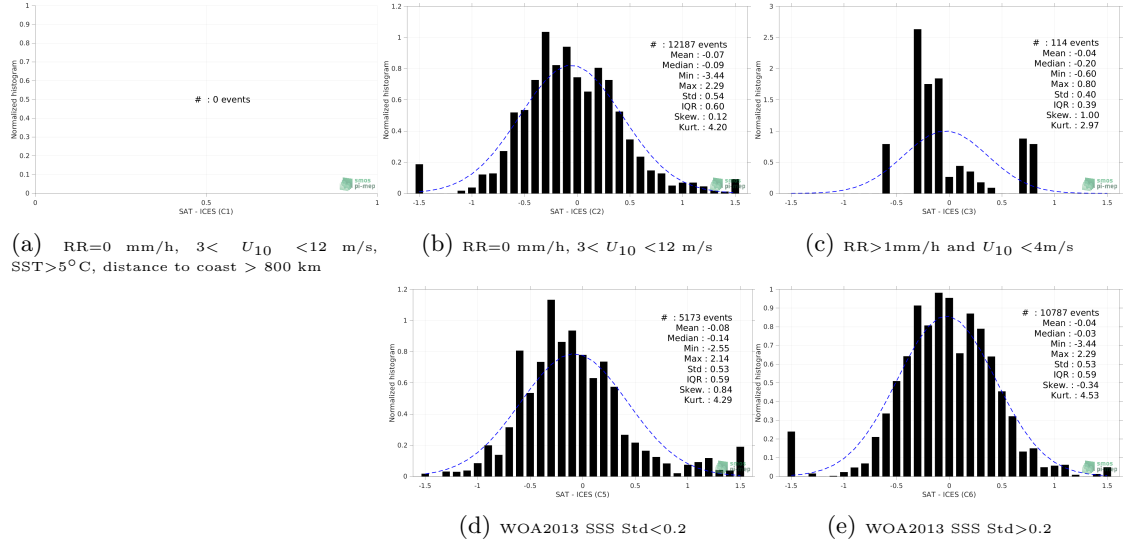 1
0.9
0.8
0.7
0.6
0.5
0.4
0.3
0.2
0.1
0
Normalized histogram
# : 0 events
smos
pi-mep
0 0.5 1
SAT - ICES (C1)
(a) RR=0 mm/h, 3< U10 <12 m/s,
SST>5°C, distance to coast > 800 km
1.2
1
0.8
0.6
0.4
0.2
0
Normalized histogram
# : 12187 events
Mean : -0.07
Median : -0.09
Min : -3.44
Max : 2.29
Std : 0.54
IQR : 0.60
Skew. : 0.12
Kurt. : 4.20
smos
pi-mep
-1.5 -1 -0.5 0 0.5 1 1.5
SAT - ICES (C2)
(b) RR=0 mm/h, 3< U10 <12 m/s
3
2.5
2
1.5
1
0.5
0
Normalized histogram
# : 114 events
Mean : -0.04
Median : -0.20
Min : -0.60
Max : 0.80
Std : 0.40
IQR : 0.39
Skew. : 1.00
Kurt. : 2.97
smos
pi-mep
-1.5 -1 -0.5 0 0.5 1 1.5
SAT - ICES (C3)
(c) RR>1mm/h and U10 <4m/s
1.2
1
0.8
0.6
0.4
0.2
0
Normalized histogram
# : 5173 events
Mean : -0.08
Median : -0.14
Min : -2.55
Max : 2.14
Std : 0.53
IQR : 0.59
Skew. : 0.84
Kurt. : 4.29
smos
pi-mep
-1.5 -1 -0.5 0 0.5 1 1.5
SAT - ICES (C5)
(d) WOA2013 SSS Std<0.2
1
0.9
0.8
0.7
0.6
0.5
0.4
0.3
0.2
0.1
0
Normalized histogram
# : 10787 events
Mean : -0.04
Median : -0.03
Min : -3.44
Max : 2.29
Std : 0.53
IQR : 0.59
Skew. : -0.34
Kurt. : 4.53
smos
pi-mep
-1.5 -1 -0.5 0 0.5 1 1.5
SAT - ICES (C6)
(e) WOA2013 SSS Std>0.2